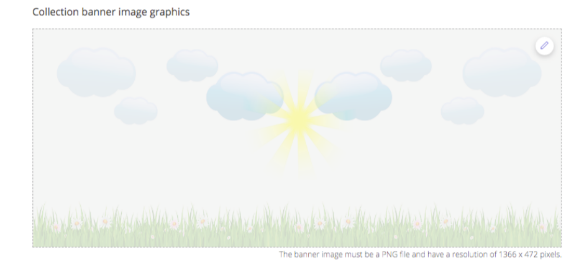 Collection banner image graphics
The banner image must be a PNG file and have a resolution of 1366 x 472 pixels.